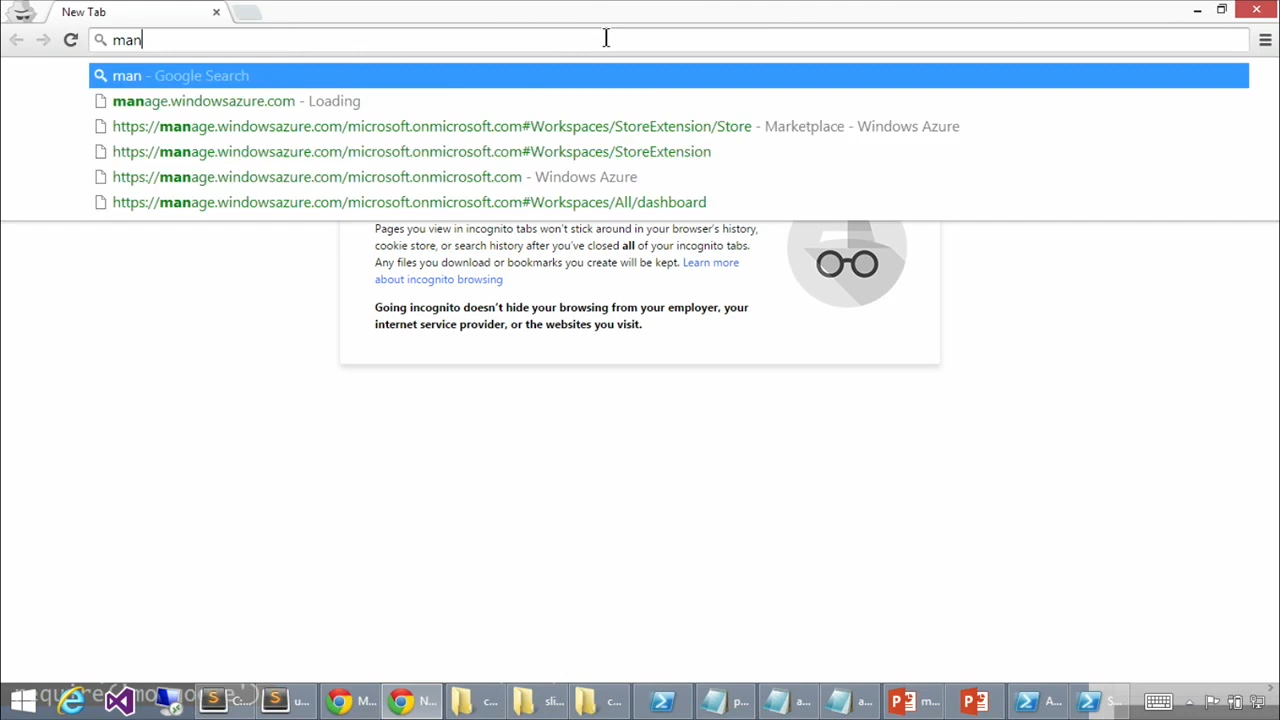 New Tab
man
man - Google Search
manage.windowsazure.com - Loading
https://manage.windowsazure.com/microsoft.onmicrosoft.com#Workspaces/StoreExtension/Store - Marketplace - Windows Azure
https://manage.windowsazure.com/microsoft.onmicrosoft.com#Workspaces/StoreExtension
https://manage.windowsazure.com/microsoft.onmicrosoft.com - Windows Azure
https://manage.windowsazure.com/microsoft.onmicrosoft.com#Workspaces/All/dashboard
Pages you view in incognito tabs won't stick around in your browser's history,
cookie store, or search history after you've closed all of your incognito tabs.
Any files you download or bookmarks you create will be kept. Learn more
about incognito browsing
Going incognito doesn't hide your browsing from your employer, your
internet service provider, or the websites you visit.
C... u... M... N... c... sli... c... p... a... a... m... A... S...